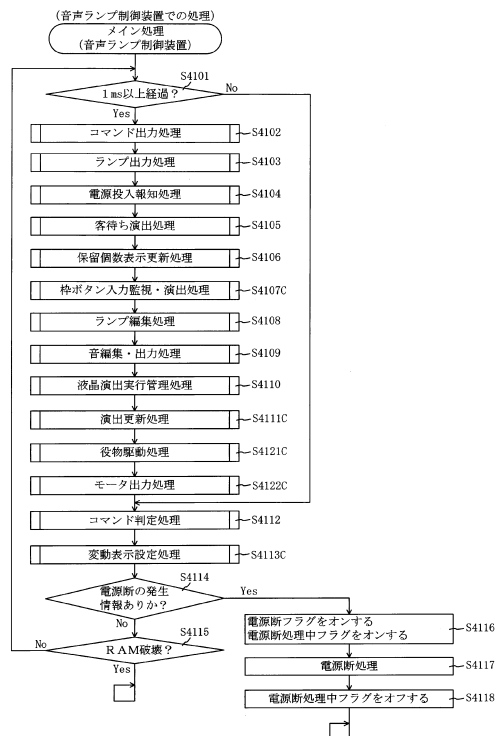 (音声ランプ制御装置での処理)
メイン処理
(音声ランプ制御装置)
S4101
1ms以上経過?
No
Yes
コマンド出力処理
S4102
ランプ出力処理
S4103
電源投入報知処理
S4104
客待ち演出処理
S4105
保留個数表示更新処理
S4106
枠ボタン入力監視・演出処理
S4107C
ランプ編集処理
S4108
音編集・出力処理
S4109
液晶演出実行管理処理
S4110
演出更新処理
S4111C
役物駆動処理
S4121C
モータ出力処理
S4122C
コマンド判定処理
S4112
変動表示設定処理
S4113C
S4114
電源断の発生
情報ありか?
Yes
No
S4115
RAM破壊?
No
Yes
電源断フラグをオンする
電源断処理中フラグをオンする
S4116
電源断処理
S4117
電源断処理中フラグをオフする
S4118